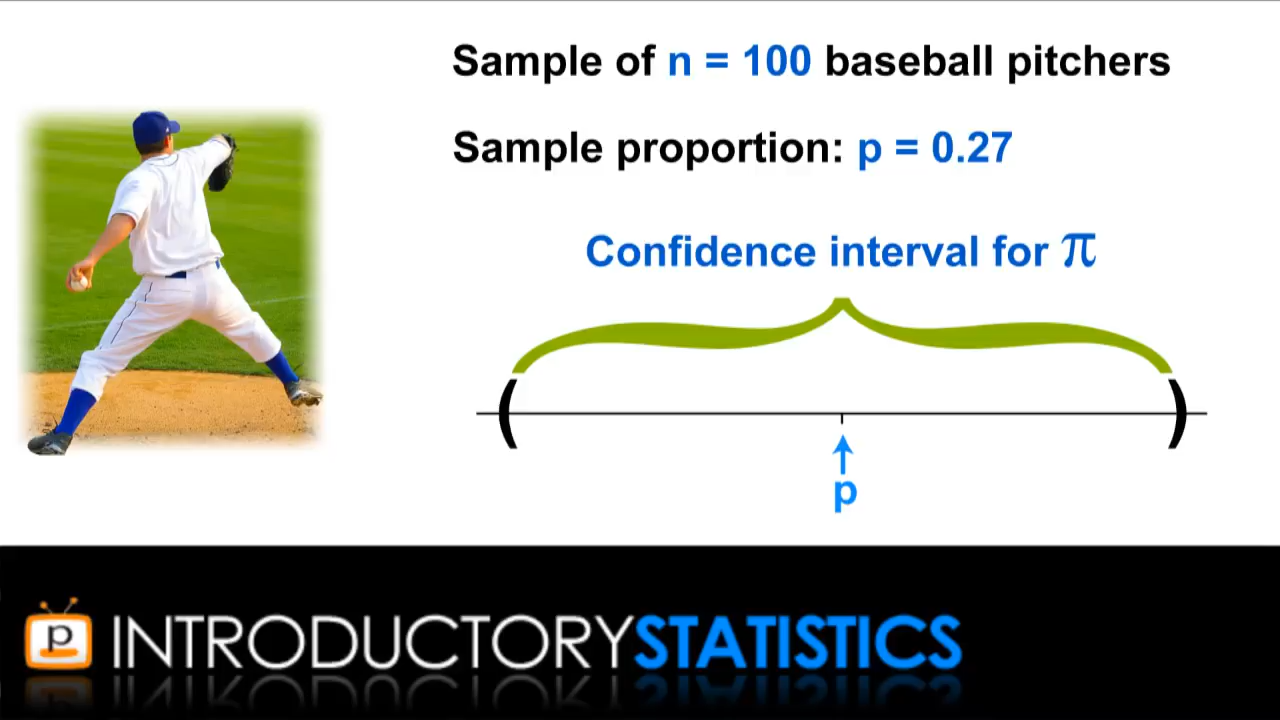 Sample of n = 100 baseball pitchers
Sample proportion: p = 0.27
Confidence interval for π
( )
p
p INTRODUCTORYSTATISTICS